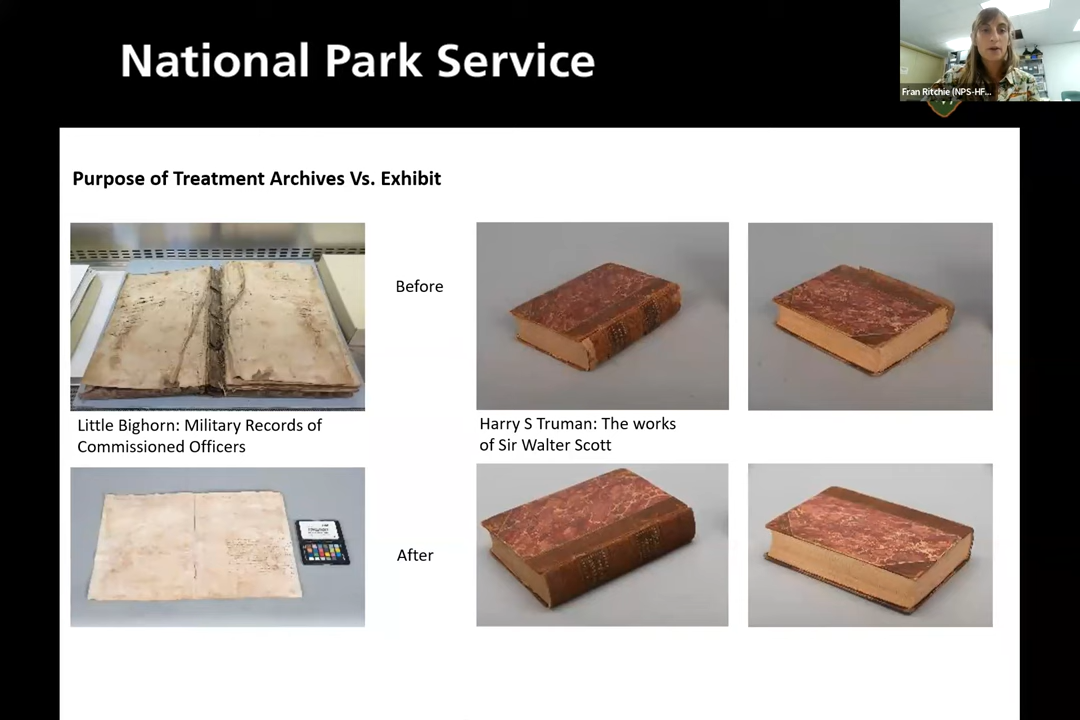 National Park Service
Fran Ritchie (NPS-HF...
Purpose of Treatment Archives Vs. Exhibit
Before
Little Bighorn: Military Records of
Commissioned Officers
Harry S Truman: The works
of Sir Walter Scott
After